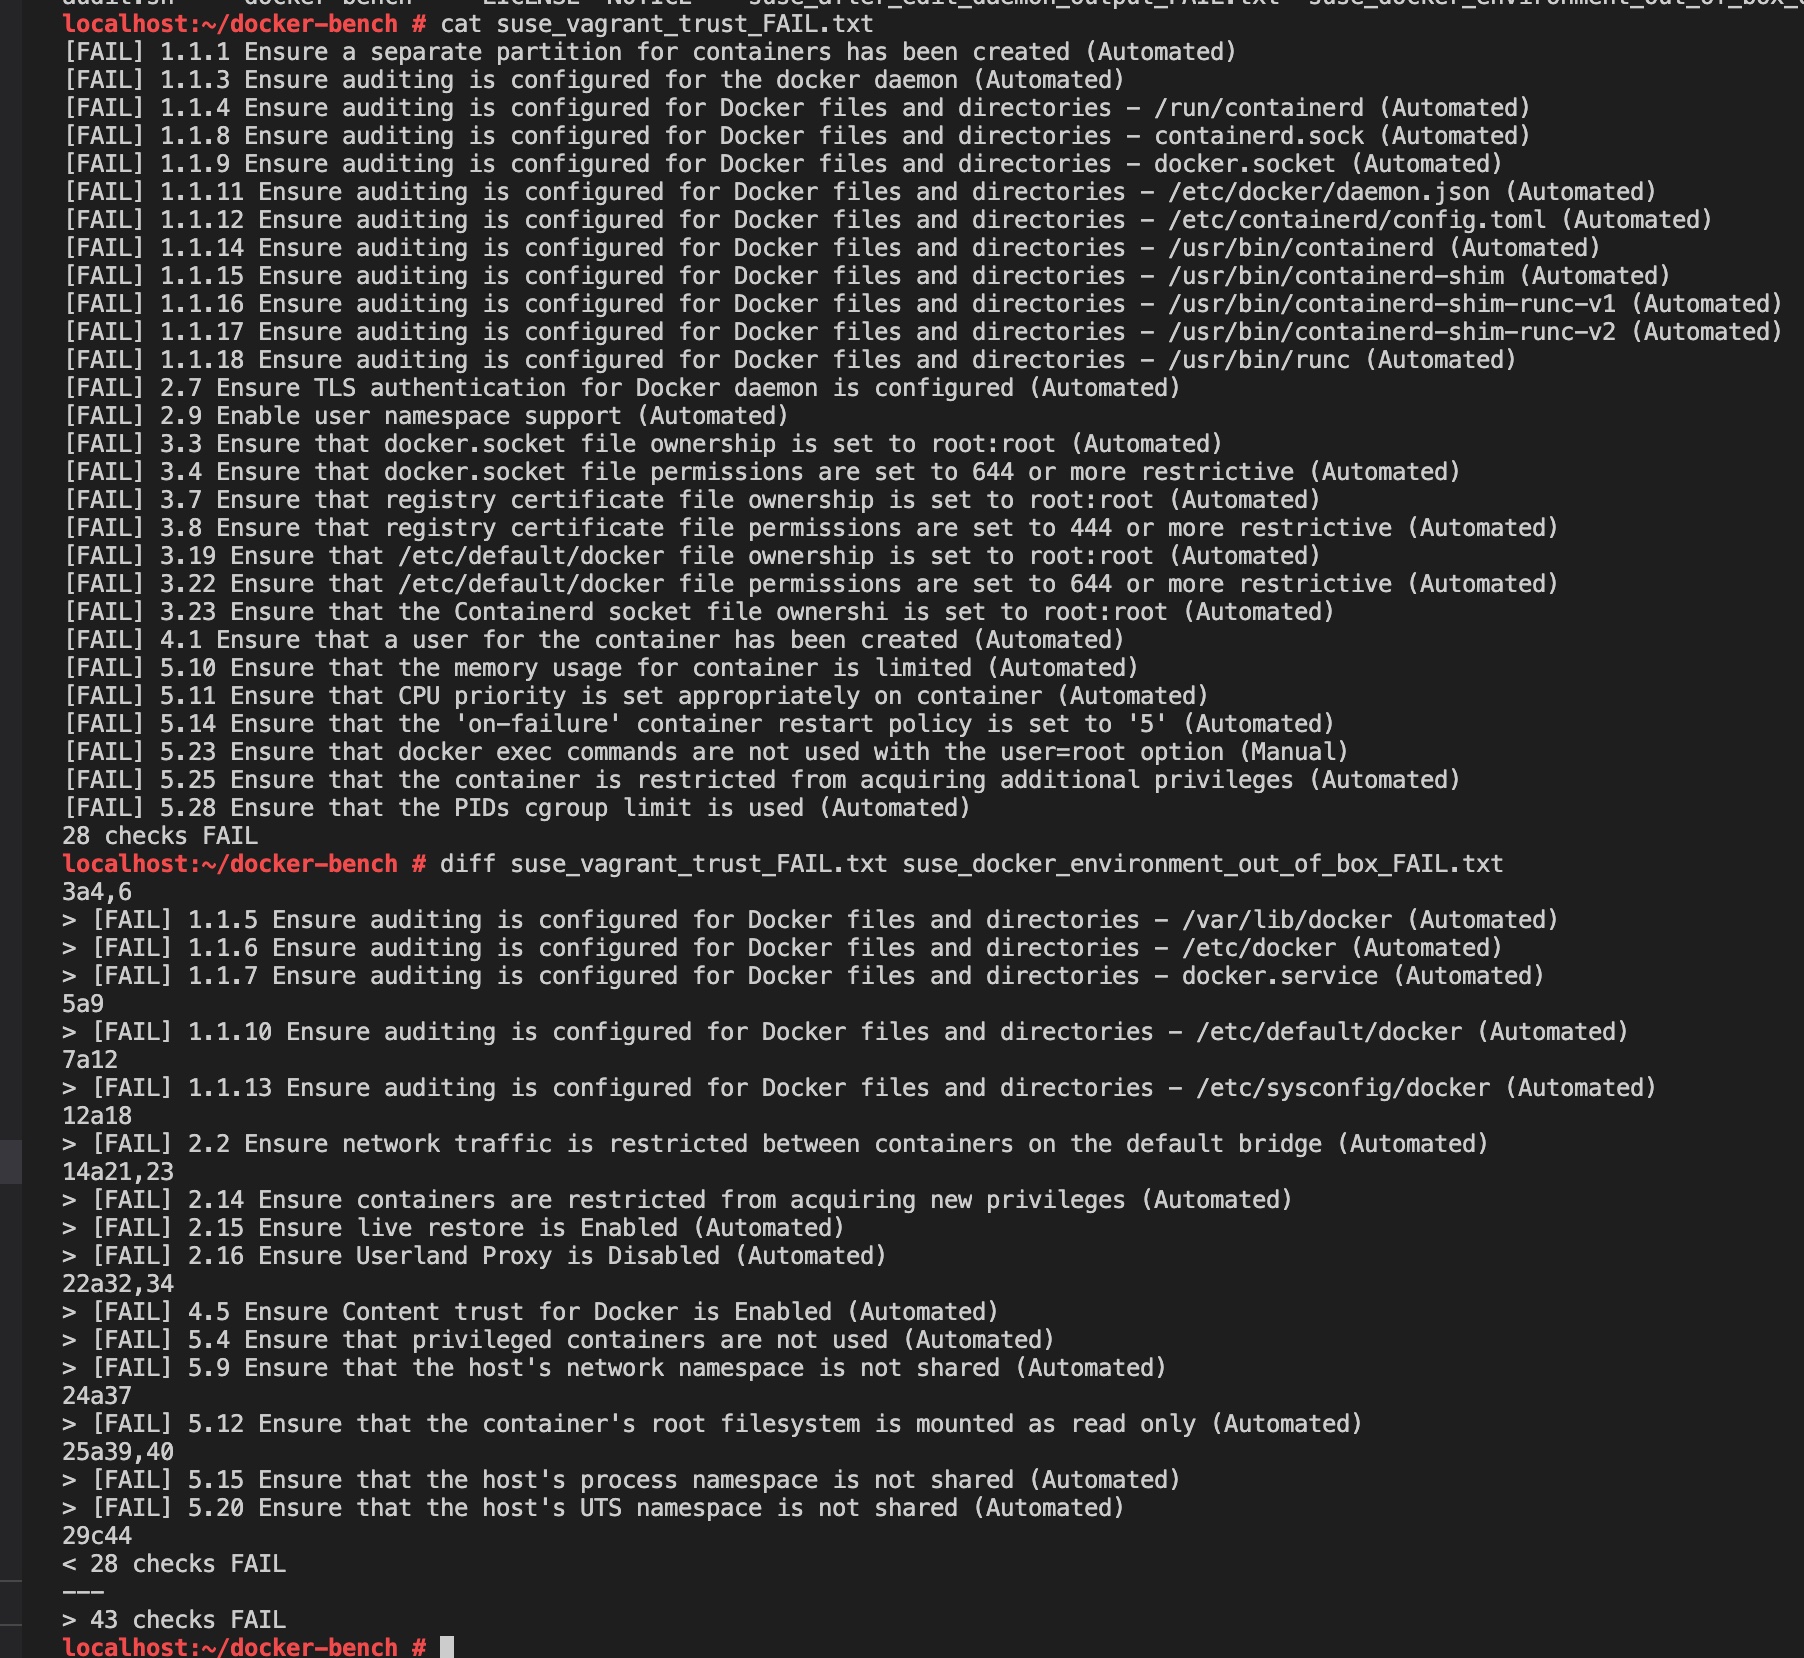 localhost:~/docker-bench # cat suse_vagrant_trust_FAIL.txt
[FAIL] 1.1.1 Ensure a separate partition for containers has been created (Automated)
[FAIL] 1.1.3 Ensure auditing is configured for the docker daemon (Automated)
[FAIL] 1.1.4 Ensure auditing is configured for Docker files and directories - /run/containerd (Automated)
[FAIL] 1.1.8 Ensure auditing is configured for Docker files and directories - containerd.sock (Automated)
[FAIL] 1.1.9 Ensure auditing is configured for Docker files and directories - docker.socket (Automated)
[FAIL] 1.1.11 Ensure auditing is configured for Docker files and directories - /etc/docker/daemon.json (Automated)
[FAIL] 1.1.12 Ensure auditing is configured for Docker files and directories - /etc/containerd/config.toml (Automated)
[FAIL] 1.1.14 Ensure auditing is configured for Docker files and directories - /usr/bin/containerd (Automated)
[FAIL] 1.1.15 Ensure auditing is configured for Docker files and directories - /usr/bin/containerd-shim (Automated)
[FAIL] 1.1.16 Ensure auditing is configured for Docker files and directories - /usr/bin/containerd-shim-runc-v1 (Automated)
[FAIL] 1.1.17 Ensure auditing is configured for Docker files and directories - /usr/bin/containerd-shim-runc-v2 (Automated)
[FAIL] 1.1.18 Ensure auditing is configured for Docker files and directories - /usr/bin/runc (Automated)
[FAIL] 2.7 Ensure TLS authentication for Docker daemon is configured (Automated)
[FAIL] 2.9 Enable user namespace support (Automated)
[FAIL] 3.3 Ensure that docker.socket file ownership is set to root:root (Automated)
[FAIL] 3.4 Ensure that docker.socket file permissions are set to 644 or more restrictive (Automated)
[FAIL] 3.7 Ensure that registry certificate file ownership is set to root:root (Automated)
[FAIL] 3.8 Ensure that registry certificate file permissions are set to 444 or more restrictive (Automated)
[FAIL] 3.19 Ensure that /etc/default/docker file ownership is set to root:root (Automated)
[FAIL] 3.22 Ensure that /etc/default/docker file permissions are set to 644 or more restrictive (Automated)
[FAIL] 3.23 Ensure that the Containerd socket file ownershi is set to root:root (Automated)
[FAIL] 4.1 Ensure that a user for the container has been created (Automated)
[FAIL] 5.10 Ensure that the memory usage for container is limited (Automated)
[FAIL] 5.11 Ensure that CPU priority is set appropriately on container (Automated)
[FAIL] 5.14 Ensure that the 'on-failure' container restart policy is set to '5' (Automated)
[FAIL] 5.23 Ensure that docker exec commands are not used with the user=root option (Manual)
[FAIL] 5.25 Ensure that the container is restricted from acquiring additional privileges (Automated)
[FAIL] 5.28 Ensure that the PIDs cgroup limit is used (Automated)
28 checks FAIL
localhost:~/docker-bench # diff suse_vagrant_trust_FAIL.txt suse_docker_environment_out_of_box_FAIL.txt
3a4,6
> [FAIL] 1.1.5 Ensure auditing is configured for Docker files and directories - /var/lib/docker (Automated)
> [FAIL] 1.1.6 Ensure auditing is configured for Docker files and directories - /etc/docker (Automated)
> [FAIL] 1.1.7 Ensure auditing is configured for Docker files and directories - docker.service (Automated)
5a9
> [FAIL] 1.1.10 Ensure auditing is configured for Docker files and directories - /etc/default/docker (Automated)
7a12
> [FAIL] 1.1.13 Ensure auditing is configured for Docker files and directories - /etc/sysconfig/docker (Automated)
12a18
> [FAIL] 2.2 Ensure network traffic is restricted between containers on the default bridge (Automated)
14a21,23
> [FAIL] 2.14 Ensure containers are restricted from acquiring new privileges (Automated)
> [FAIL] 2.15 Ensure live restore is Enabled (Automated)
> [FAIL] 2.16 Ensure Userland Proxy is Disabled (Automated)
22a32,34
> [FAIL] 4.5 Ensure Content trust for Docker is Enabled (Automated)
> [FAIL] 5.4 Ensure that privileged containers are not used (Automated)
> [FAIL] 5.9 Ensure that the host's network namespace is not shared (Automated)
24a37
> [FAIL] 5.12 Ensure that the container's root filesystem is mounted as read only (Automated)
25a39,40
> [FAIL] 5.15 Ensure that the host's process namespace is not shared (Automated)
> [FAIL] 5.20 Ensure that the host's UTS namespace is not shared (Automated)
29c44
< 28 checks FAIL
---
> 43 checks FAIL
localhost:~/docker-bench #